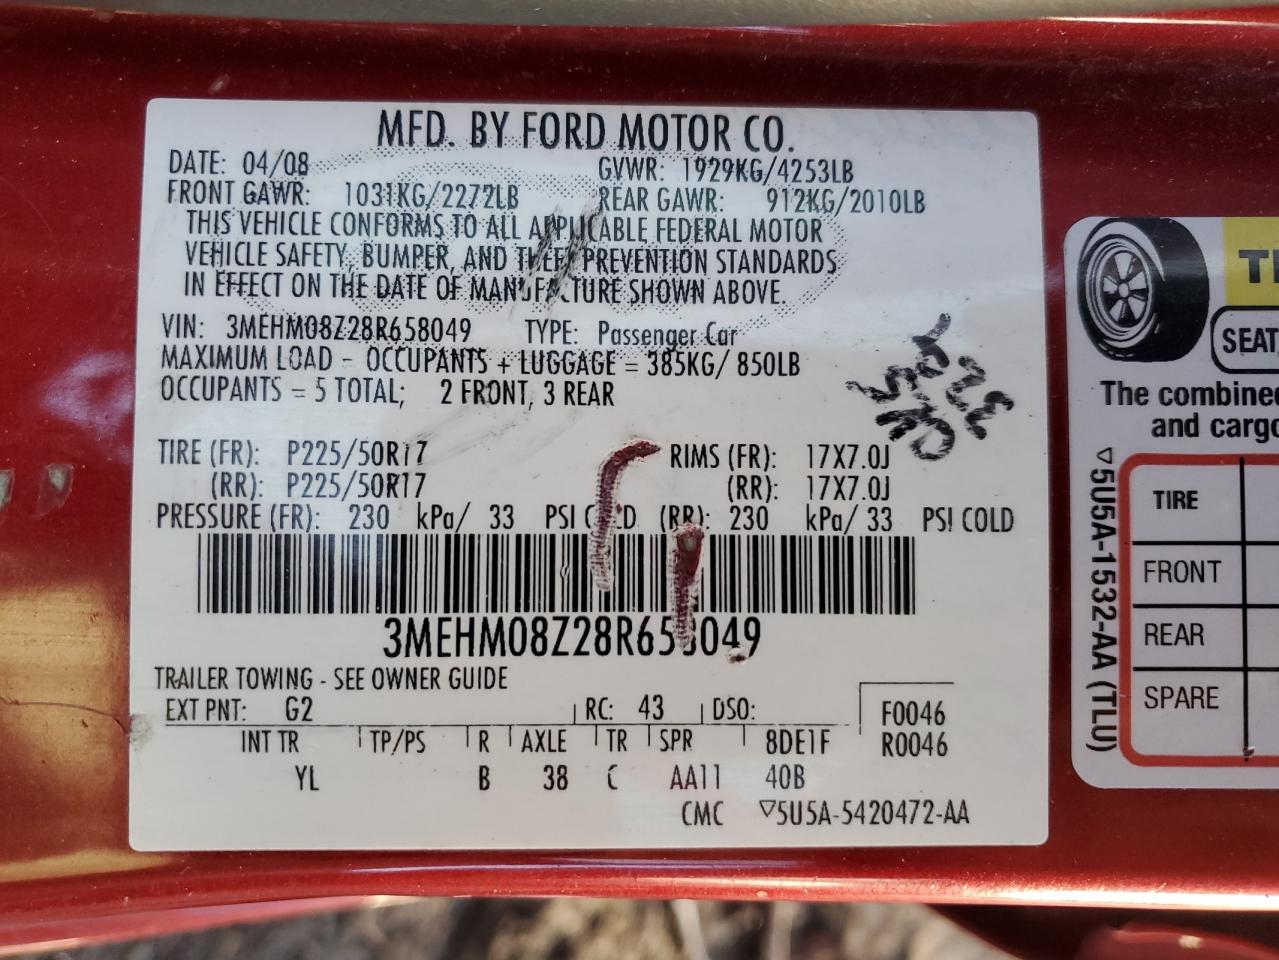 MFD. BY FORD MOTOR CO.
DATE: 04/08 GVWR: 1929KG/4253LB
FRONT GAWR: 1031KG/2272LB REAR GAWR: 912KG/2010LB
THIS VEHICLE CONFORMS TO ALL APPLICABLE FEDERAL MOTOR
VEHICLE SAFETY, BUMPER, AND THEFT PREVENTION STANDARDS
IN EFFECT ON THE DATE OF MANUFACTURE SHOWN ABOVE.
VIN: 3MEHM08Z28R658049 TYPE: Passenger Car
MAXIMUM LOAD - OCCUPANTS + LUGGAGE = 385KG/ 850LB
OCCUPANTS = 5 TOTAL; 2 FRONT, 3 REAR
TIRE (FR): P225/50R17 RIMS (FR): 17X7.0J
(RR): P225/50R17 (RR): 17X7.0J
PRESSURE (FR): 230 kPa/ 33 PSI COLD (RR): 230 kPa/ 33 PSI COLD
3MEHM08Z28R658049
TRAILER TOWING - SEE OWNER GUIDE
EXT PNT: G2 RC: 43 DSO: F0046
INT TR TP/PS R AXLE TR SPR 8DE1F R0046
YL B 38 C AA11 40B
CMC ▽5U5A-5420472-AA
SEAT
The combine
and cargo
TIRE
FRONT
REAR
SPARE
▽5U5A-1532-AA (TLU)